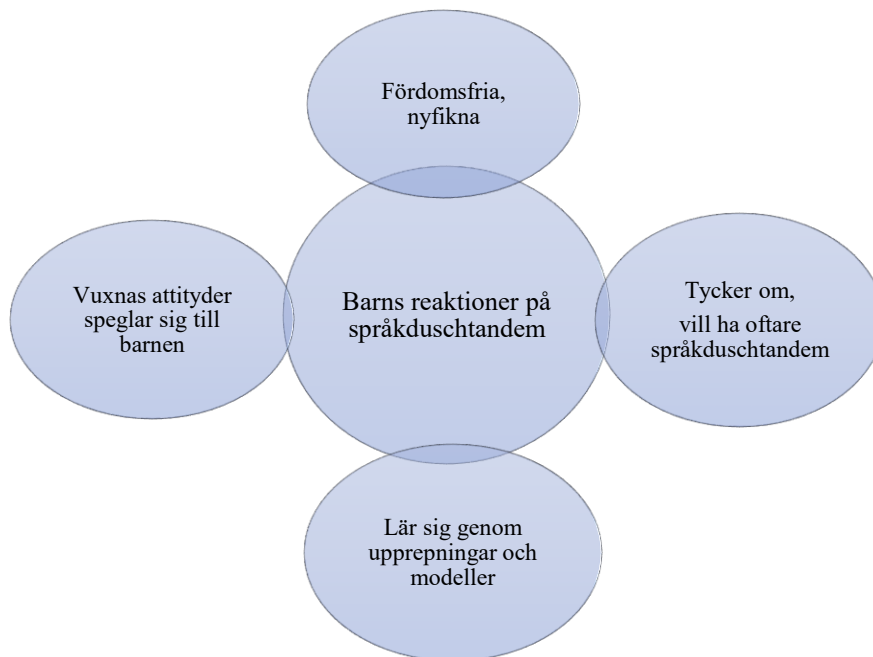 Fördomsfria,
nyfikna
Vuxnas attityder
speglar sig till
barnen
Barns reaktioner på
språkduschtandem
Tycker om,
vill ha oftare
språkduschtandem
Lär sig genom
upprepningar och
modeller